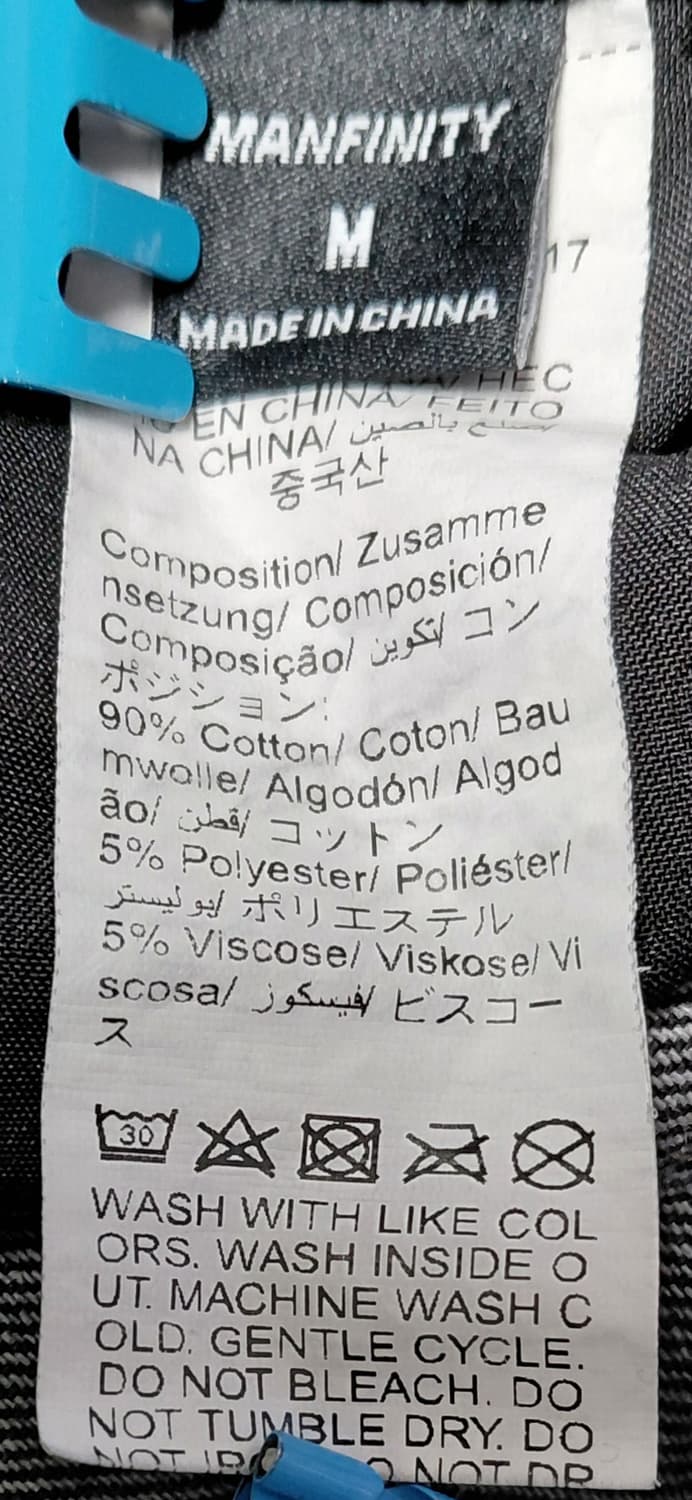 MANFINITY
M
MADE IN CHINA
17
HEC
EN CHINA/ FEITO
NA CHINA/ صنع بالصين
중국산
Composition/ Zusamme
nsetzung/ Composición/
Composição/ تكوين/ コン
ポジション:
90% Cotton/ Coton/ Bau
mwolle/ Algodón/ Algod
ão/ قطن/ コットン
5% Polyester/ Poliéster/
بوليستر/ ポリエステル
5% Viscose/ Viskose/ Vi
scosa/ فيسكوز/ ビスコー
ス
30
WASH WITH LIKE COL
ORS. WASH INSIDE O
UT. MACHINE WASH C
OLD. GENTLE CYCLE.
DO NOT BLEACH. DO
NOT TUMBLE DRY. DO
NOT NOT DR